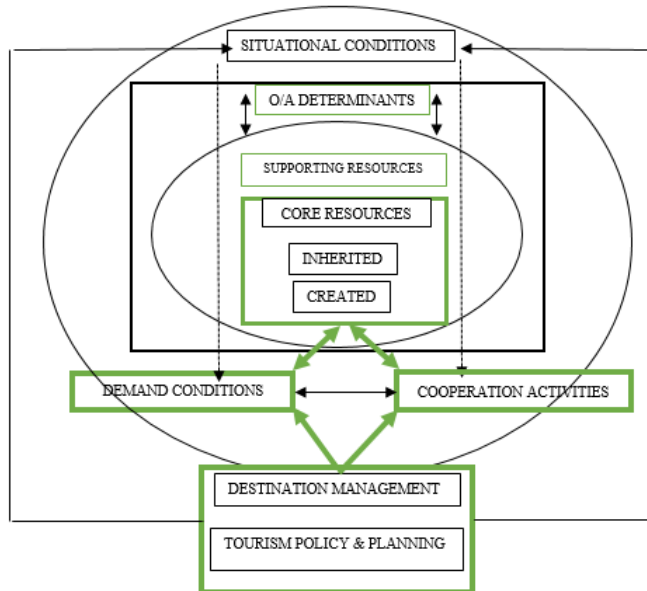 SITUATIONAL CONDITIONS
O/A DETERMINANTS
SUPPORTING RESOURCES
CORE RESOURCES
INHERITED
CREATED
DEMAND CONDITIONS
COOPERATION ACTIVITIES
DESTINATION MANAGEMENT
TOURISM POLICY & PLANNING